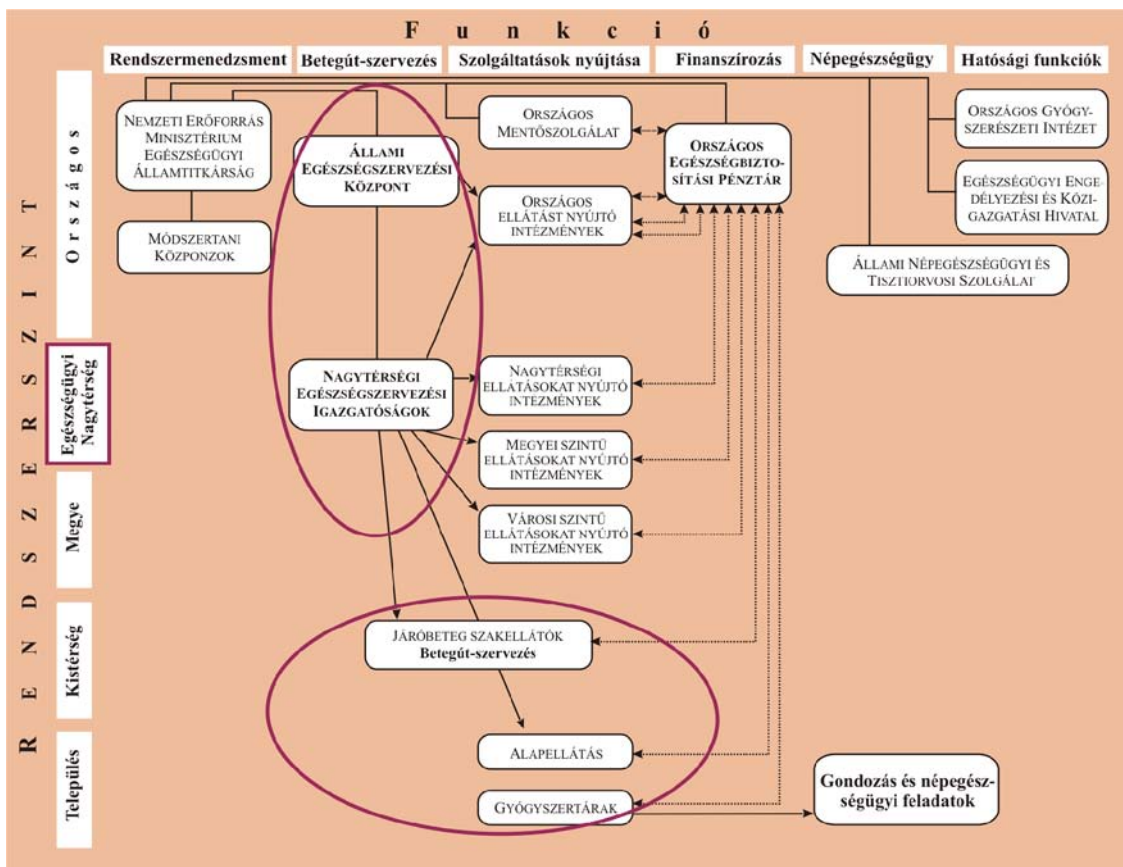 F u n k c i ó
Rendszermenedzsment
Betegút-szervezés
Szolgáltatások nyújtása
Finanszírozás
Népegészségügy
Hatósági funkciók
R E N D S Z E R S Z I N T
Országos
Egészségügyi
Nagytérség
Megye
Kistérség
Település
NEMZETI ERŐFORRÁS
MINISZTÉRIUM
EGÉSZSÉGÜGYI
ÁLLAMTITKÁRSÁG
MÓDSZERTANI
KÖZPONZOK
ÁLLAMI
EGÉSZSÉGSZERVEZÉSI
KÖZPONT
NAGYTÉRSÉGI
EGÉSZSÉGSZERVEZÉSI
IGAZGATÓSÁGOK
ORSZÁGOS
MENTŐSZOLGÁLAT
ORSZÁGOS
ELLÁTÁST NYÚJTÓ
INTÉZMÉNYEK
NAGYTÉRSÉGI
ELLÁTÁSOKAT NYÚJTÓ
INTÉZMÉNYEK
MEGYEI SZINTŰ
ELLÁTÁSOKAT NYÚJTÓ
INTÉZMÉNYEK
VÁROSI SZINTŰ
ELLÁTÁSOKAT NYÚJTÓ
INTÉZMÉNYEK
JÁRÓBETEG SZAKELLÁTÓK
Betegút-szervezés
ALAPELLÁTÁS
GYÓGYSZERTÁRAK
ORSZÁGOS
EGÉSZSÉGBIZTO-
SÍTÁSI PÉNZTÁR
ORSZÁGOS GYÓGY-
SZERÉSZETI INTÉZET
EGÉSZSÉGÜGYI ENGE-
DÉLYEZÉSI ÉS KÖZI-
GAZGATÁSI HIVATAL
ÁLLAMI NÉPEGÉSZSÉGÜGYI ÉS
TISZTIORVOSI SZOLGÁLAT
Gondozás és népegész-
ségügyi feladatok